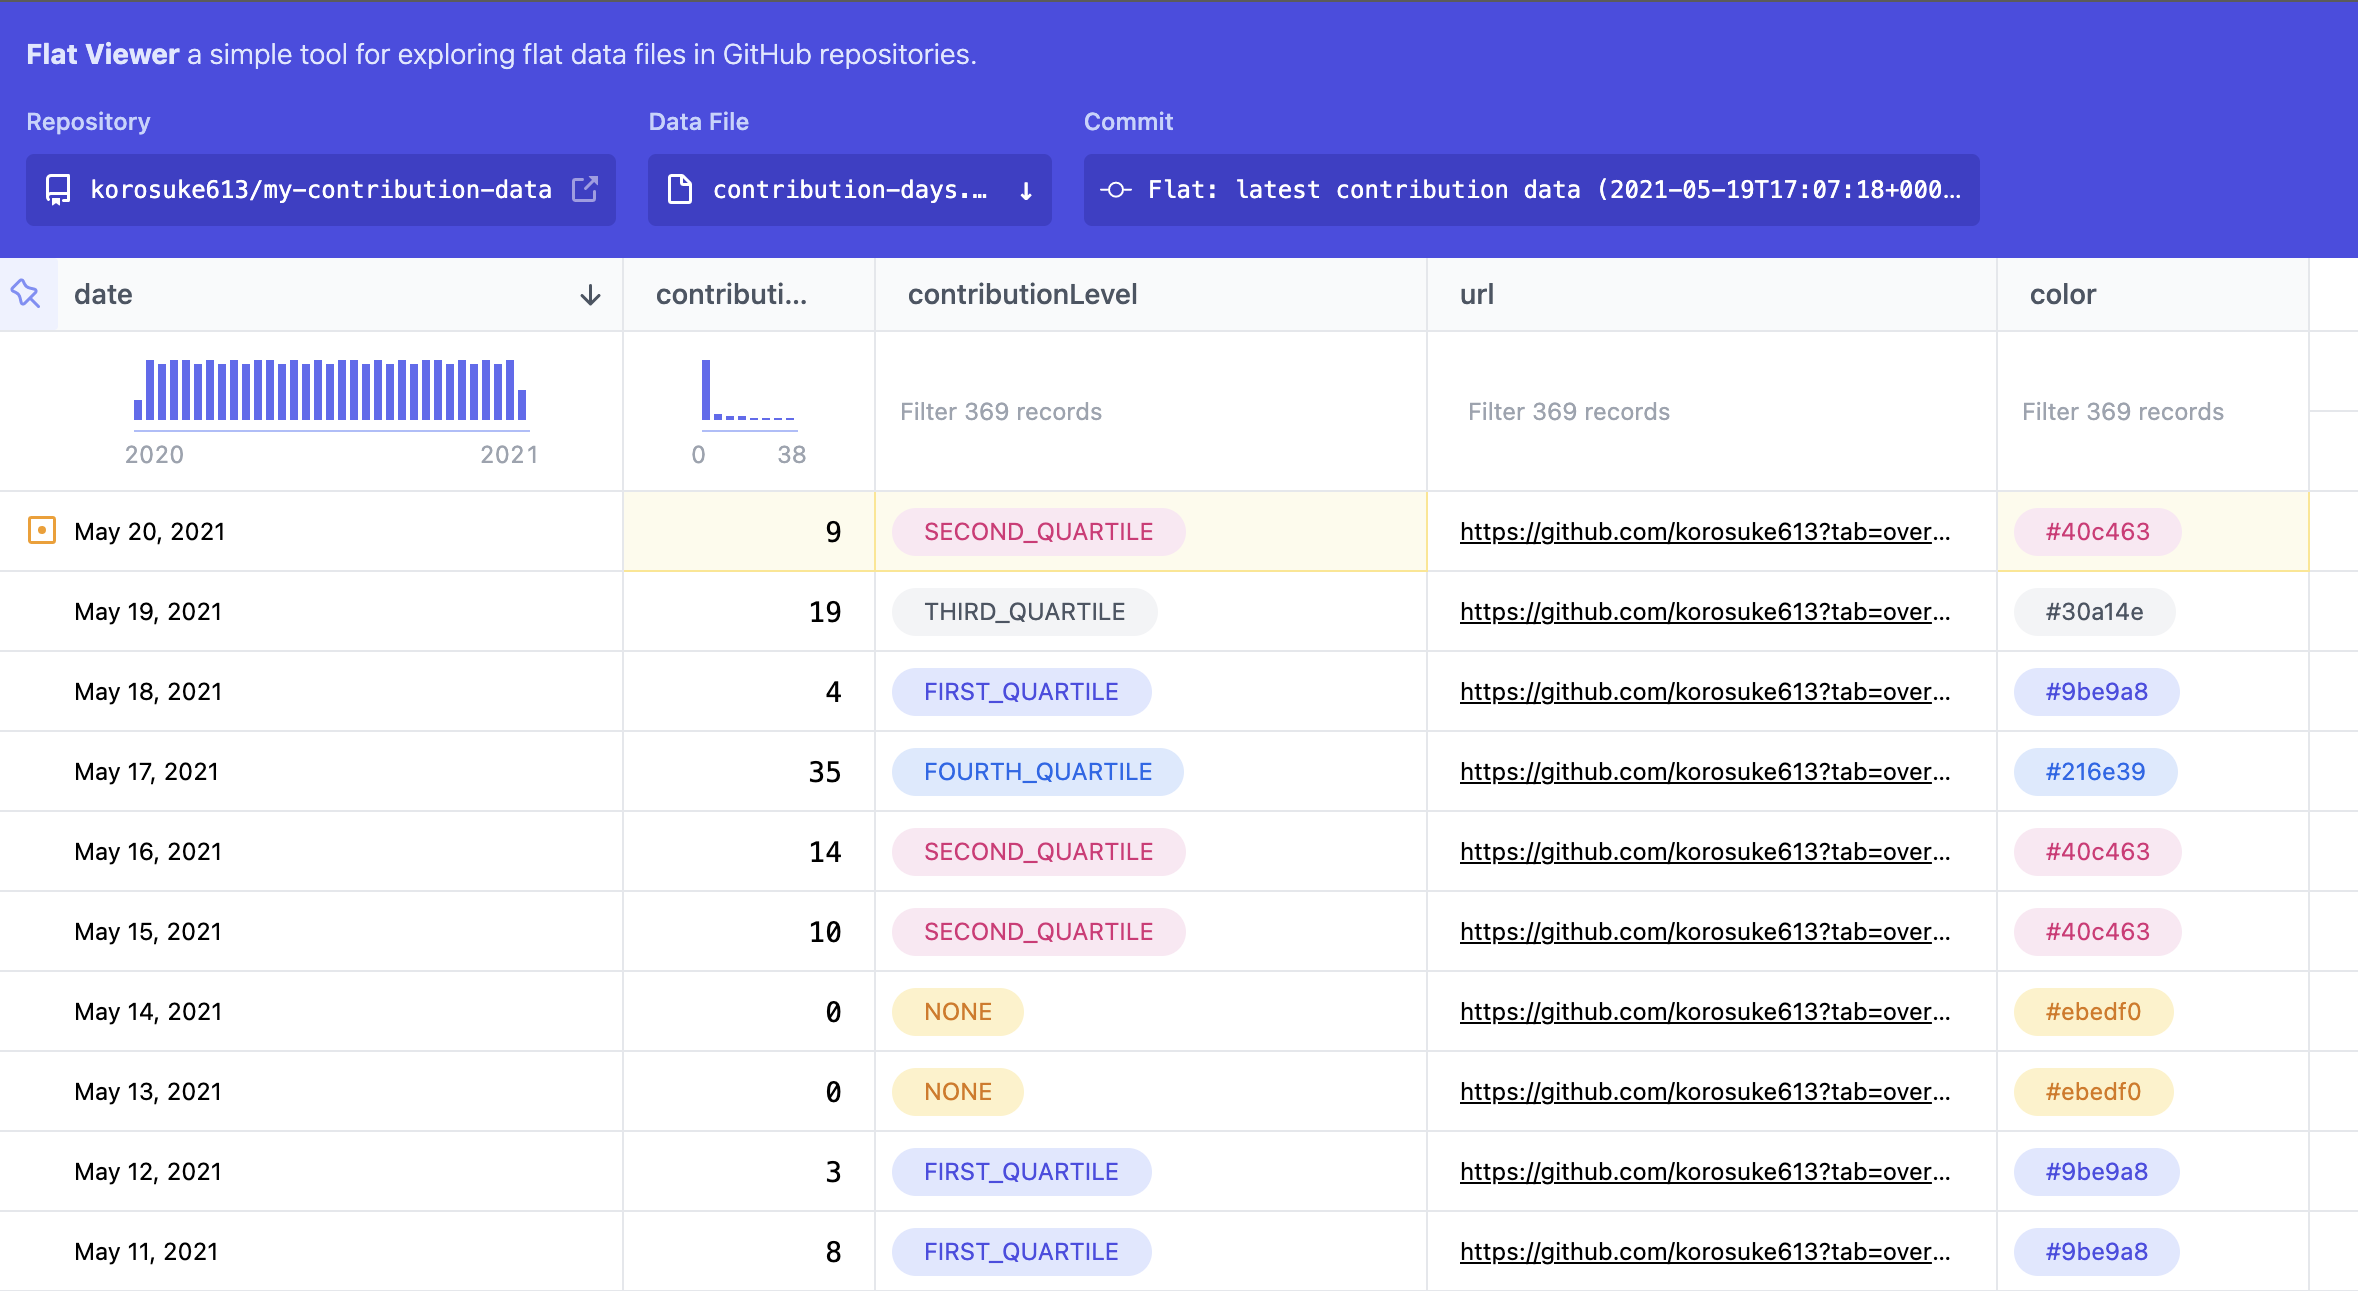 Flat Viewer a simple tool for exploring flat data files in GitHub repositories.
Repository Data File Commit
korosuke613/my-contribution-data contribution-days.… ↓ Flat: latest contribution data (2021-05-19T17:07:18+000…
date ↓ contributi... contributionLevel url color
2020 2021 0 38 Filter 369 records Filter 369 records Filter 369 records
May 20, 2021 9 SECOND_QUARTILE https://github.com/korosuke613?tab=over... #40c463
May 19, 2021 19 THIRD_QUARTILE https://github.com/korosuke613?tab=over... #30a14e
May 18, 2021 4 FIRST_QUARTILE https://github.com/korosuke613?tab=over... #9be9a8
May 17, 2021 35 FOURTH_QUARTILE https://github.com/korosuke613?tab=over... #216e39
May 16, 2021 14 SECOND_QUARTILE https://github.com/korosuke613?tab=over... #40c463
May 15, 2021 10 SECOND_QUARTILE https://github.com/korosuke613?tab=over... #40c463
May 14, 2021 0 NONE https://github.com/korosuke613?tab=over... #ebedf0
May 13, 2021 0 NONE https://github.com/korosuke613?tab=over... #ebedf0
May 12, 2021 3 FIRST_QUARTILE https://github.com/korosuke613?tab=over... #9be9a8
May 11, 2021 8 FIRST_QUARTILE https://github.com/korosuke613?tab=over... #9be9a8